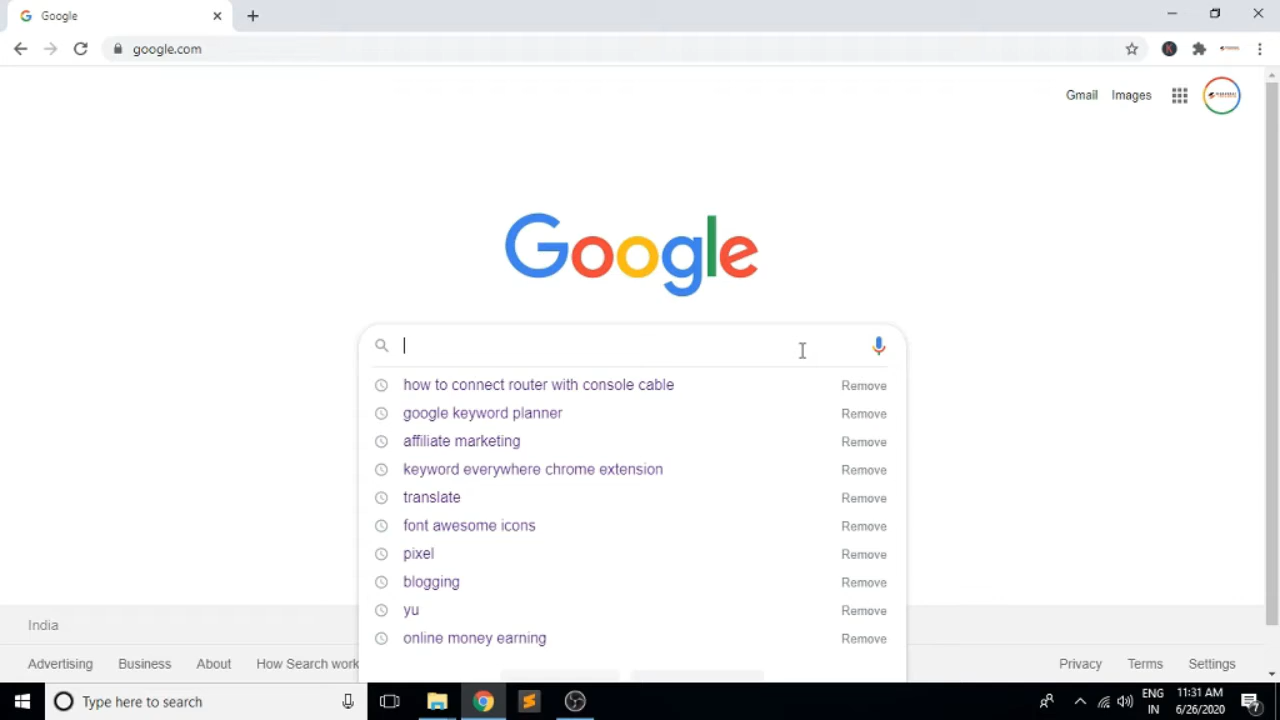 Google
google.com
Gmail Images
Google
how to connect router with console cable Remove
google keyword planner Remove
affiliate marketing Remove
keyword everywhere chrome extension Remove
translate Remove
font awesome icons Remove
pixel Remove
blogging Remove
yu Remove
online money earning Remove
India
Advertising Business About How Search work Privacy Terms Settings
Type here to search
ENG 11:31 AM
IN 6/26/2020
7